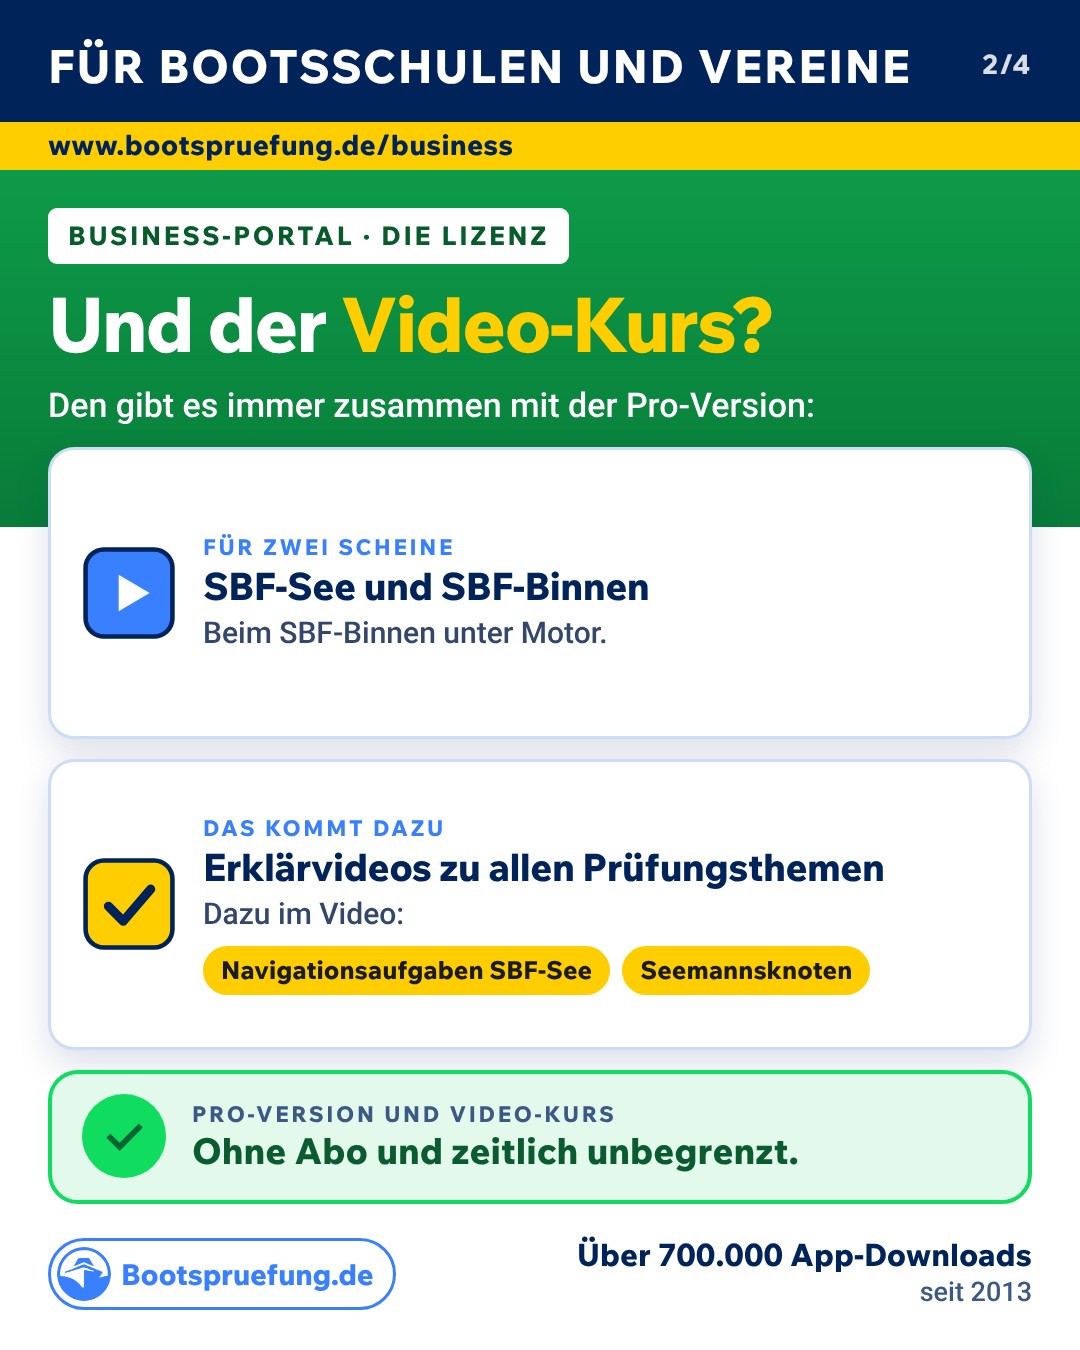 FÜR BOOTSSCHULEN UND VEREINE
2/4
www.bootspruefung.de/business
BUSINESS-PORTAL · DIE LIZENZ
Und der Video-Kurs?
Den gibt es immer zusammen mit der Pro-Version:
FÜR ZWEI SCHEINE
SBF-See und SBF-Binnen
Beim SBF-Binnen unter Motor.
DAS KOMMT DAZU
Erklärvideos zu allen Prüfungsthemen
Dazu im Video:
Navigationsaufgaben SBF-See
Seemannsknoten
PRO-VERSION UND VIDEO-KURS
Ohne Abo und zeitlich unbegrenzt.
Bootspruefung.de
Über 700.000 App-Downloads
seit 2013